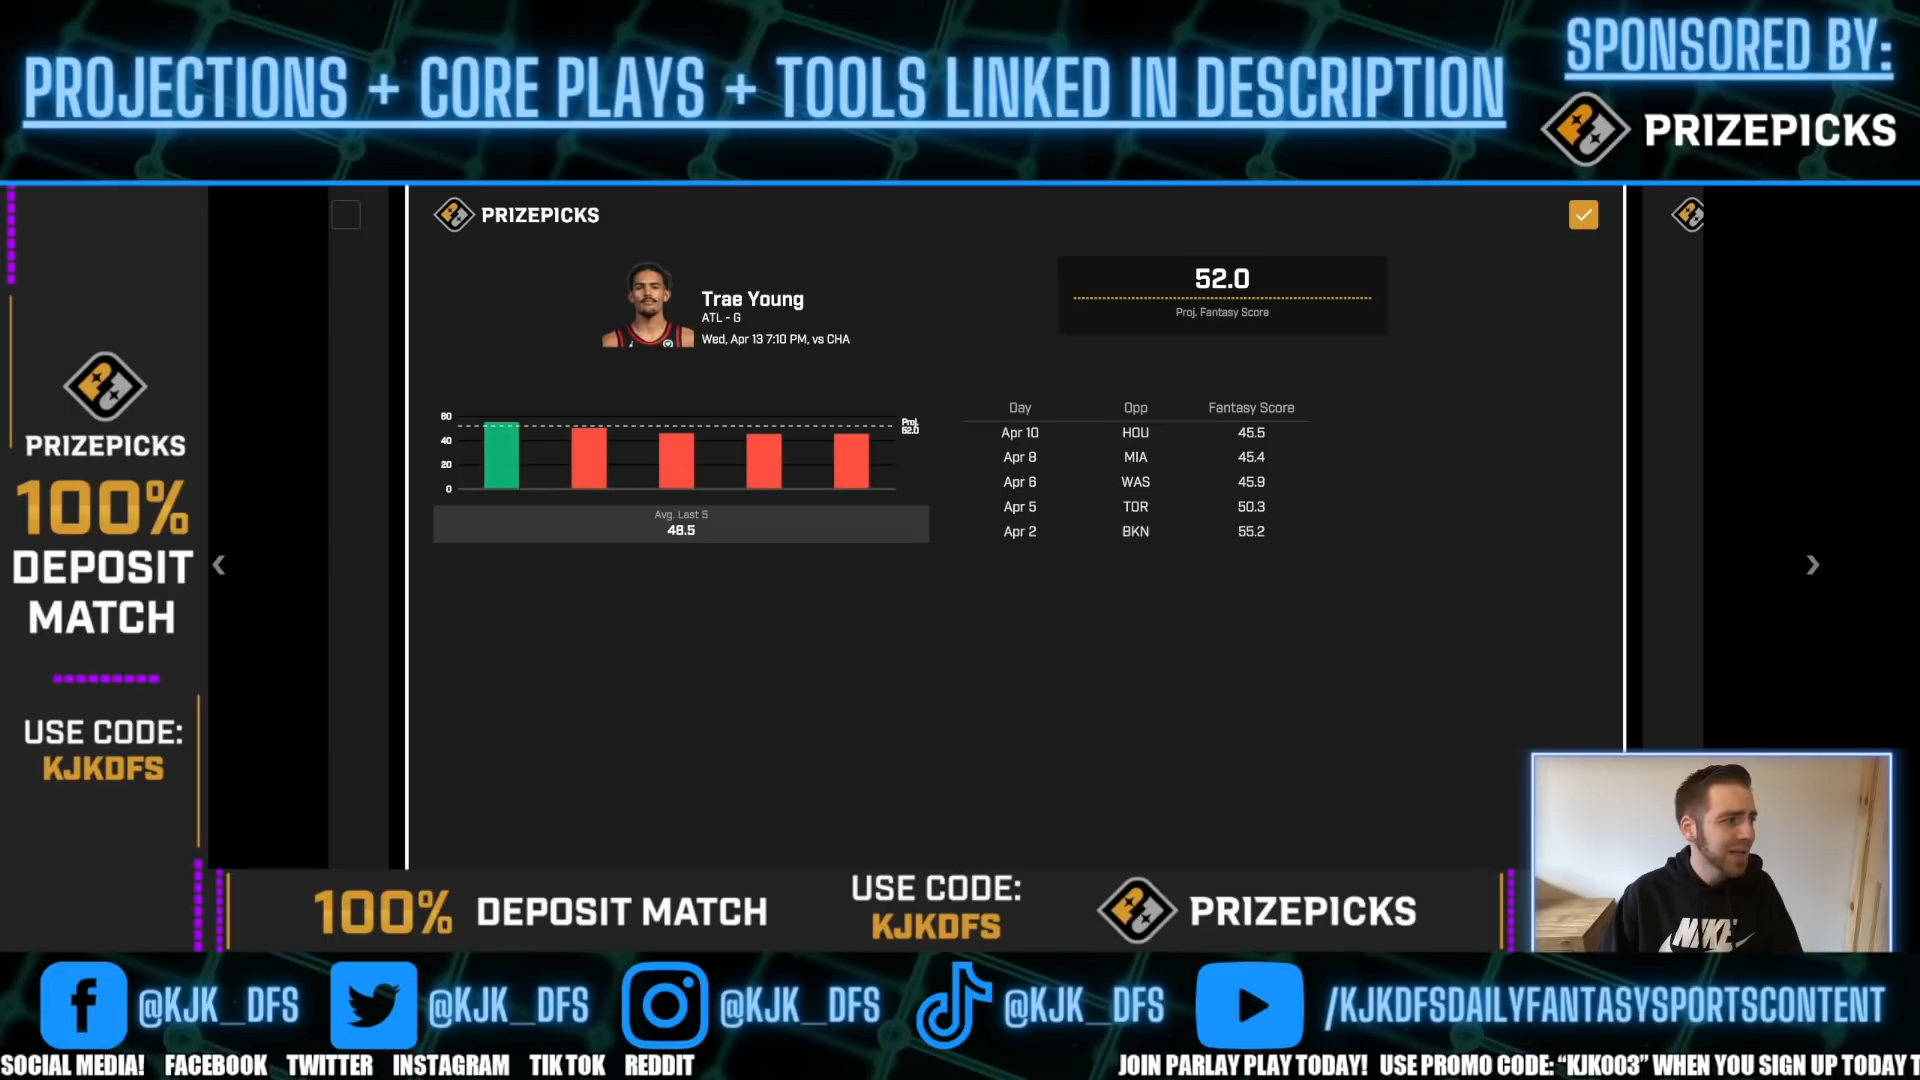 PROJECTIONS + CORE PLAYS + TOOLS LINKED IN DESCRIPTION
SPONSORED BY:
PRIZEPICKS
PRIZEPICKS
Trae Young
ATL - G
Wed, Apr 13 7:10 PM, vs CHA
52.0
Proj. Fantasy Score
60
40
20
0
Proj.
52.0
Avg. Last 5
48.5
Day Opp Fantasy Score
Apr 10 HOU 45.5
Apr 8 MIA 45.4
Apr 6 WAS 45.9
Apr 5 TOR 50.3
Apr 2 BKN 55.2
PRIZEPICKS
100%
DEPOSIT
MATCH
USE CODE:
KJKDFS
100% DEPOSIT MATCH
USE CODE:
KJKDFS
PRIZEPICKS
NIKE
@KJK_DFS
@KJK_DFS
@KJK_DFS
@KJK_DFS
/KJKDFSDAILYFANTASYSPORTSCONTENT
SOCIAL MEDIA! FACEBOOK TWITTER INSTAGRAM TIKTOK REDDIT
JOIN PARLAY PLAY TODAY! USE PROMO CODE: "KJK003" WHEN YOU SIGN UP TODAY T